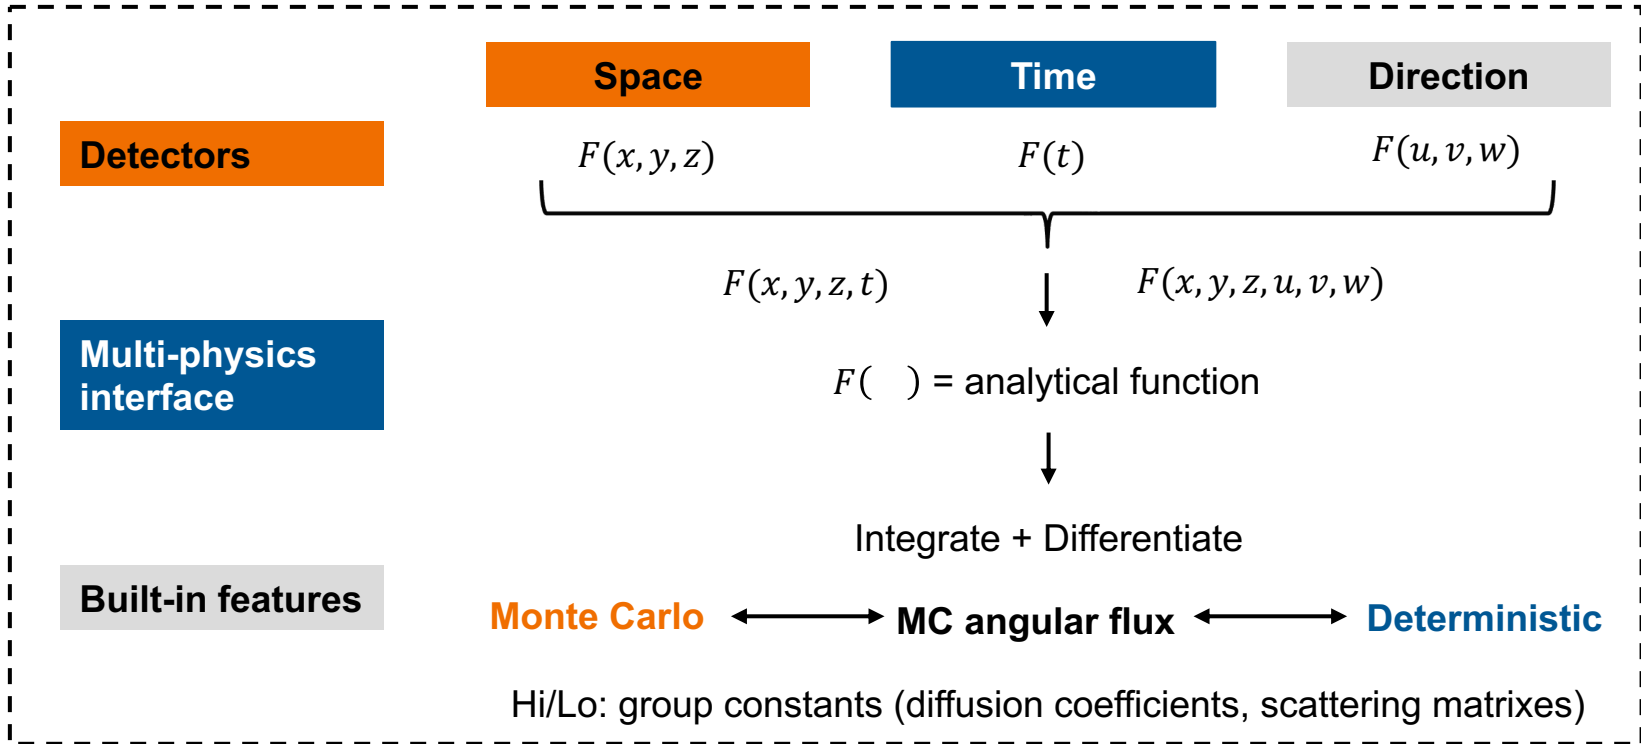 Space
Time
Direction
Detectors
F(x, y, z)
F(t)
F(u, v, w)
F(x, y, z, t)
F(x, y, z, u, v, w)
Multi-physics
interface
F( ) = analytical function
Integrate + Differentiate
Built-in features
Monte Carlo
MC angular flux
Deterministic
Hi/Lo: group constants (diffusion coefficients, scattering matrixes)